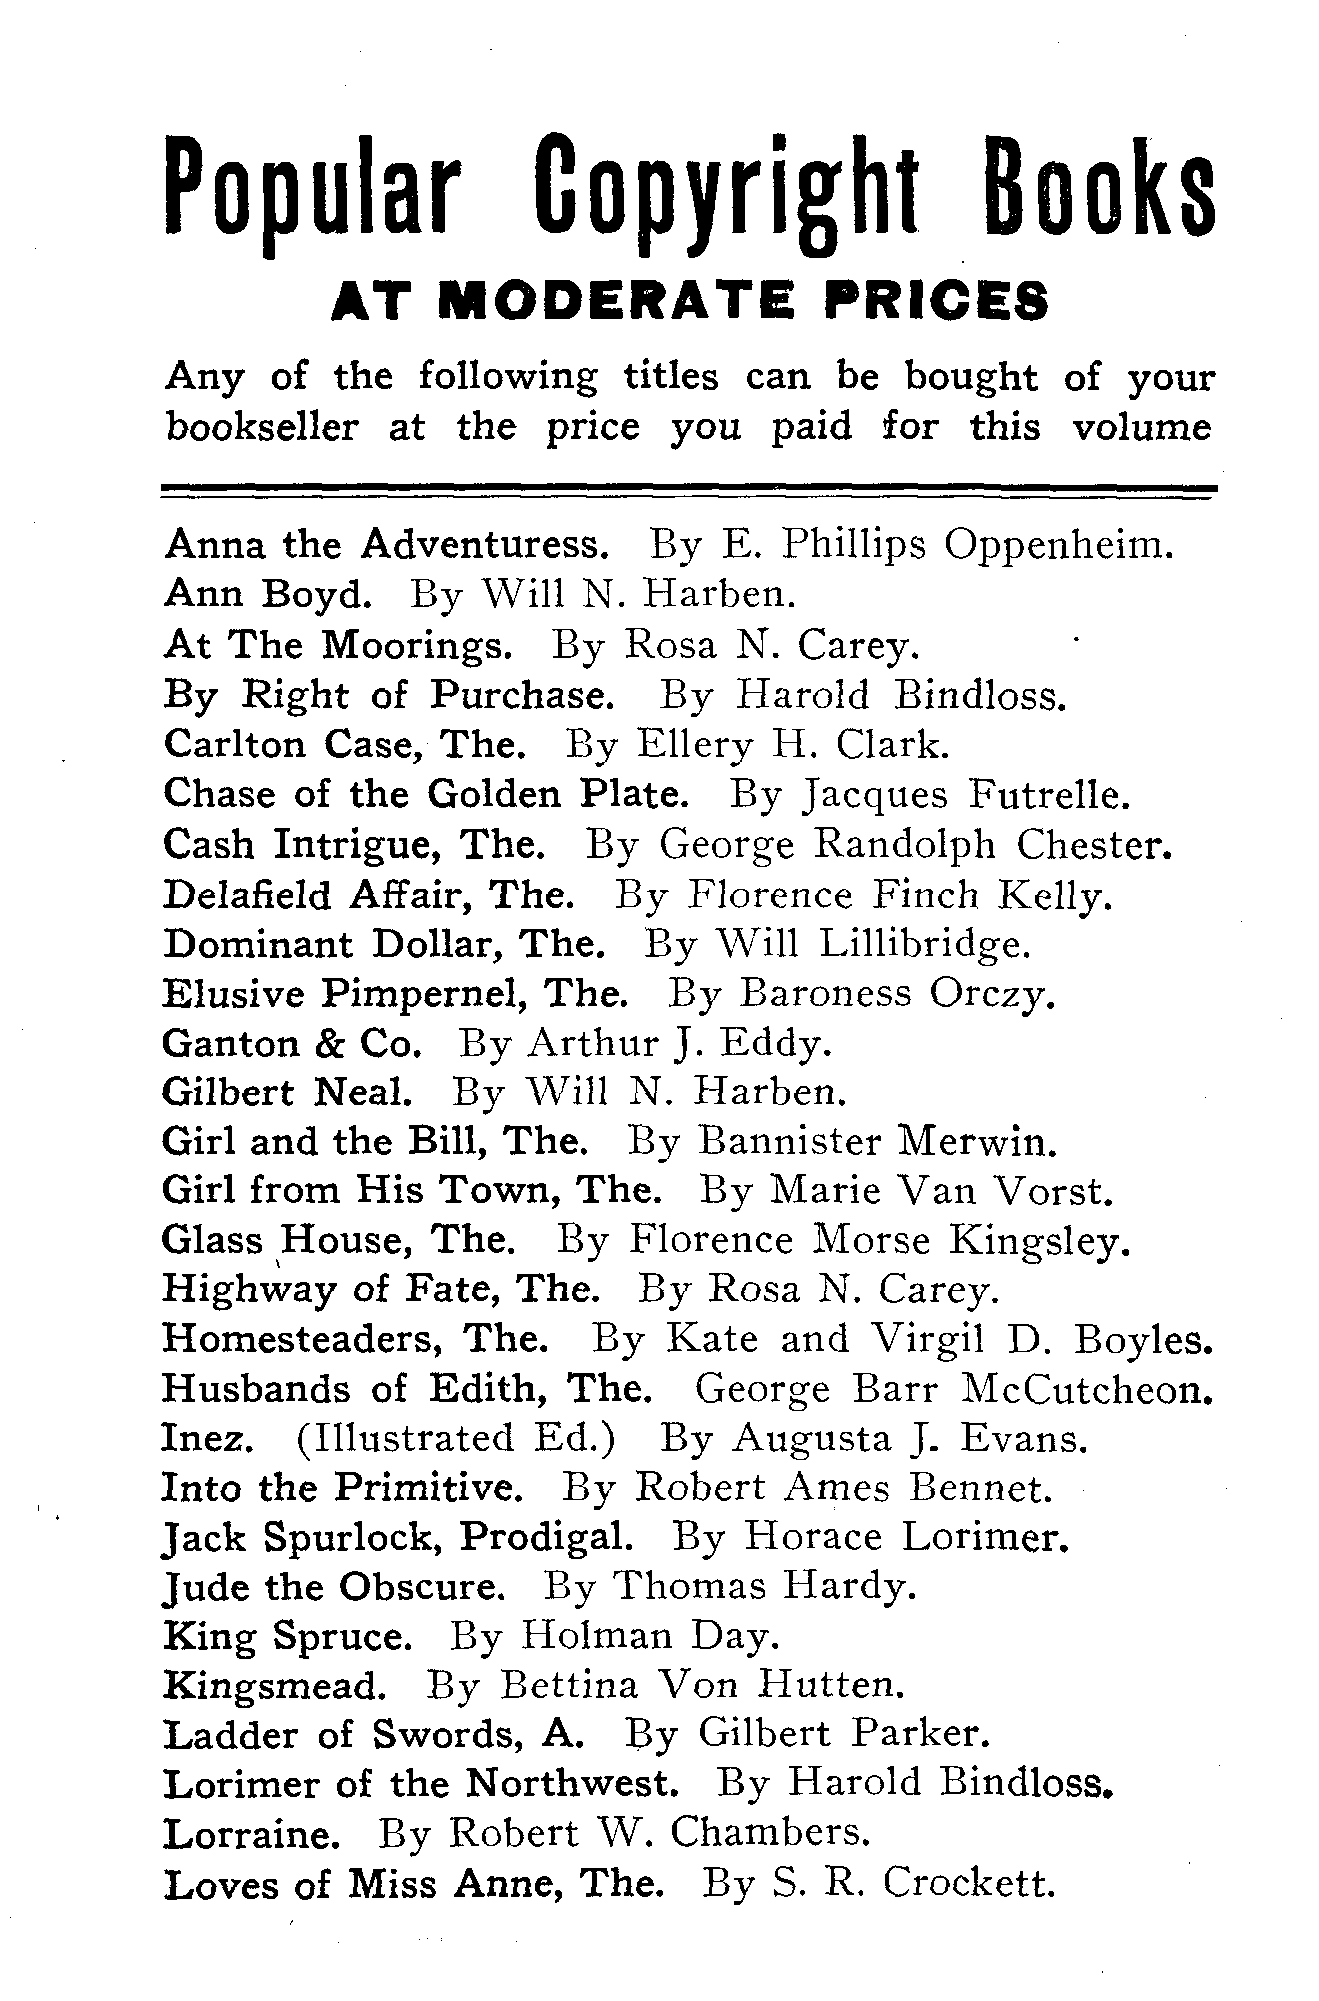 Popular Copyright Books
AT MODERATE PRICES
Any of the following titles can be bought of your
bookseller at the price you paid for this volume
Anna the Adventuress. By E. Phillips Oppenheim.
Ann Boyd. By Will N. Harben.
At The Moorings. By Rosa N. Carey.
By Right of Purchase. By Harold Bindloss.
Carlton Case, The. By Ellery H. Clark.
Chase of the Golden Plate. By Jacques Futrelle.
Cash Intrigue, The. By George Randolph Chester.
Delafield Affair, The. By Florence Finch Kelly.
Dominant Dollar, The. By Will Lillibridge.
Elusive Pimpernel, The. By Baroness Orczy.
Ganton & Co. By Arthur J. Eddy.
Gilbert Neal. By Will N. Harben.
Girl and the Bill, The. By Bannister Merwin.
Girl from His Town, The. By Marie Van Vorst.
Glass House, The. By Florence Morse Kingsley.
Highway of Fate, The. By Rosa N. Carey.
Homesteaders, The. By Kate and Virgil D. Boyles.
Husbands of Edith, The. George Barr McCutcheon.
Inez. (Illustrated Ed.) By Augusta J. Evans.
Into the Primitive. By Robert Ames Bennet.
Jack Spurlock, Prodigal. By Horace Lorimer.
Jude the Obscure. By Thomas Hardy.
King Spruce. By Holman Day.
Kingsmead. By Bettina Von Hutten.
Ladder of Swords, A. By Gilbert Parker.
Lorimer of the Northwest. By Harold Bindloss.
Lorraine. By Robert W. Chambers.
Loves of Miss Anne, The. By S. R. Crockett.